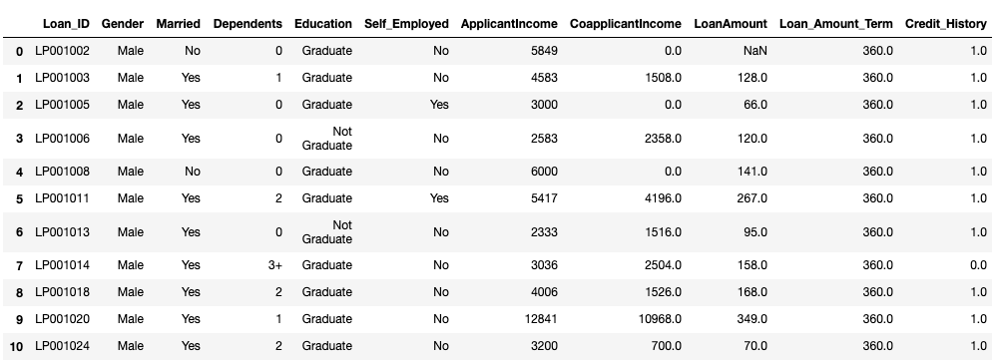 Loan_ID Gender Married Dependents Education Self_Employed ApplicantIncome CoapplicantIncome LoanAmount Loan_Amount_Term Credit_History
0 LP001002 Male No 0 Graduate No 5849 0.0 NaN 360.0 1.0
1 LP001003 Male Yes 1 Graduate No 4583 1508.0 128.0 360.0 1.0
2 LP001005 Male Yes 0 Graduate Yes 3000 0.0 66.0 360.0 1.0
3 LP001006 Male Yes 0 Not Graduate No 2583 2358.0 120.0 360.0 1.0
4 LP001008 Male No 0 Graduate No 6000 0.0 141.0 360.0 1.0
5 LP001011 Male Yes 2 Graduate Yes 5417 4196.0 267.0 360.0 1.0
6 LP001013 Male Yes 0 Not Graduate No 2333 1516.0 95.0 360.0 1.0
7 LP001014 Male Yes 3+ Graduate No 3036 2504.0 158.0 360.0 0.0
8 LP001018 Male Yes 2 Graduate No 4006 1526.0 168.0 360.0 1.0
9 LP001020 Male Yes 1 Graduate No 12841 10968.0 349.0 360.0 1.0
10 LP001024 Male Yes 2 Graduate No 3200 700.0 70.0 360.0 1.0